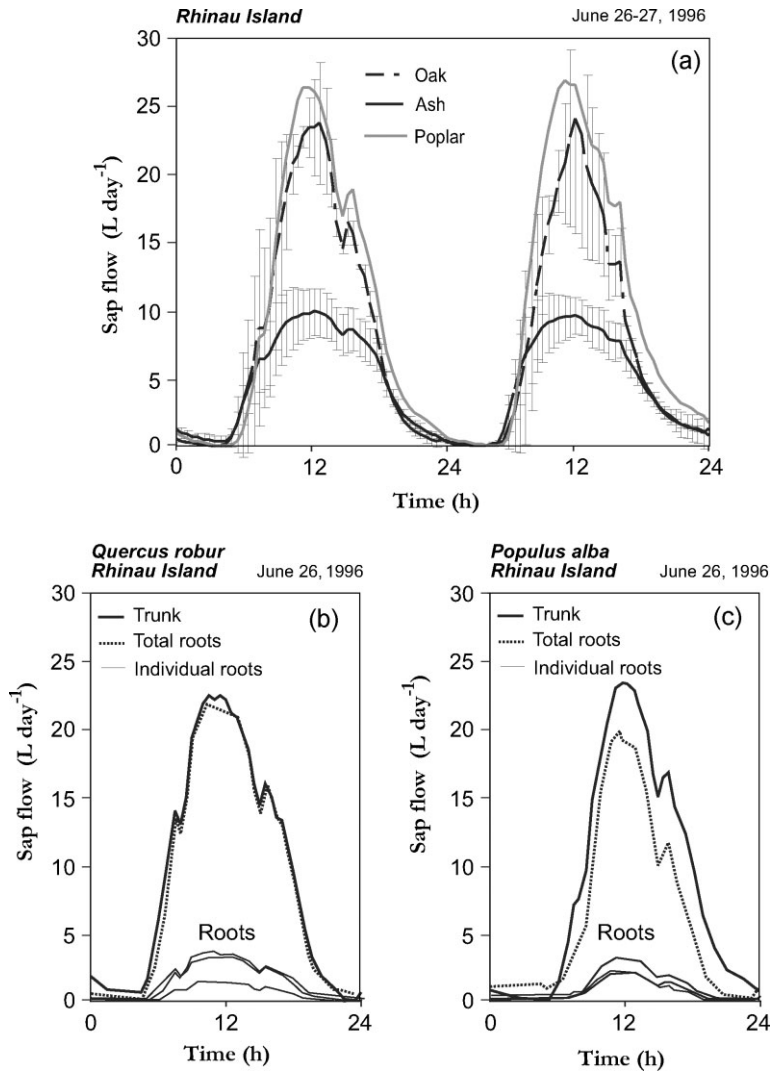 Rhinau Island June 26-27, 1996
30
(a)
Oak
25
Ash
Poplar
20
Sap flow (L day-1)
15
10
5
0
0 12 24 12 24
Time (h)
Quercus robur
Rhinau Island June 26, 1996
30
Trunk (b)
Total roots
25
Individual roots
20
Sap flow (L day-1)
15
10
5
Roots
0
0 12 24
Time (h)
Populus alba
Rhinau Island June 26, 1996
30
Trunk (c)
Total roots
25
Individual roots
20
Sap flow (L day-1)
15
10
5
Roots
0
0 12 24
Time (h)